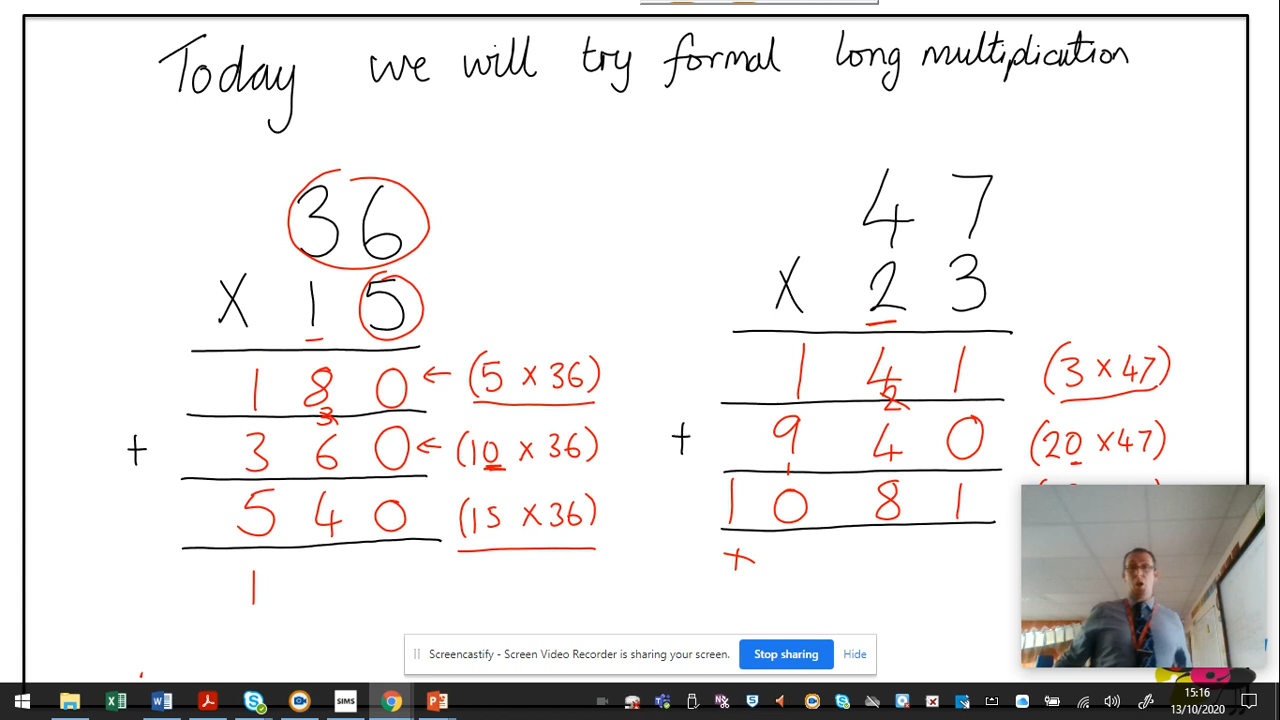 Today we will try formal long multiplication
36
X 15
180 ← (5 X 36)
3
+ 360 ← (10 X 36)
540 (15 X 36)
1
47
X 23
141 (3 X 47)
2
+ 940 (20 X 47)
1
1081
+
Screencastify - Screen Video Recorder is sharing your screen. Stop sharing Hide
SIMS
15:16
13/10/2020